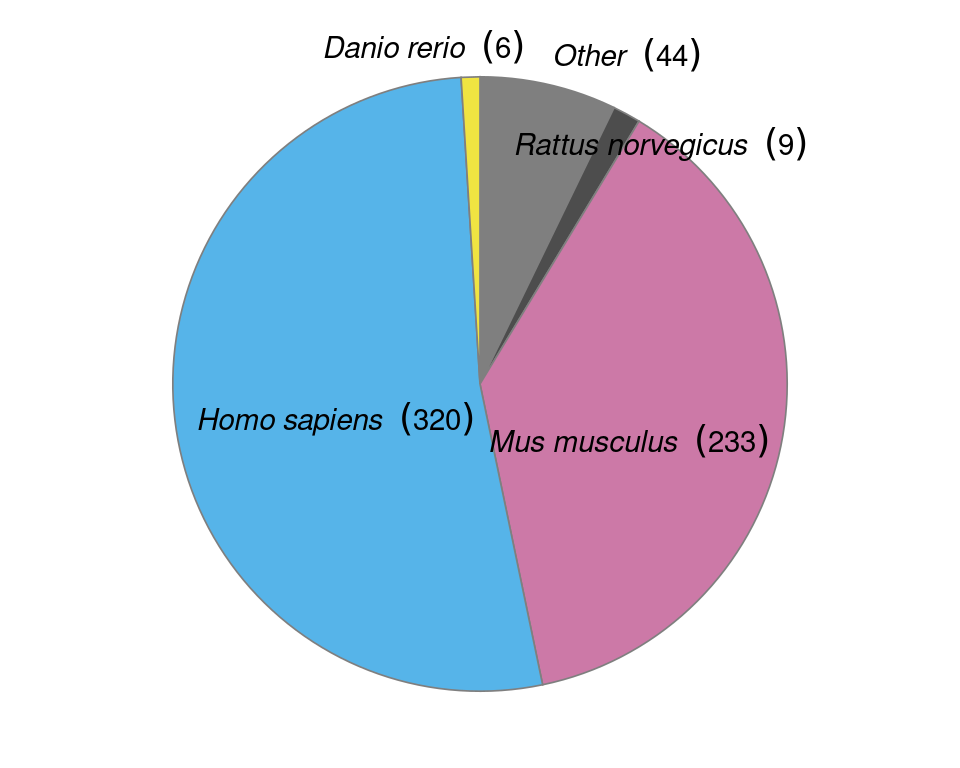 Danio rerio (6)
Other (44)
Rattus norvegicus (9)
Homo sapiens (320)
Mus musculus (233)